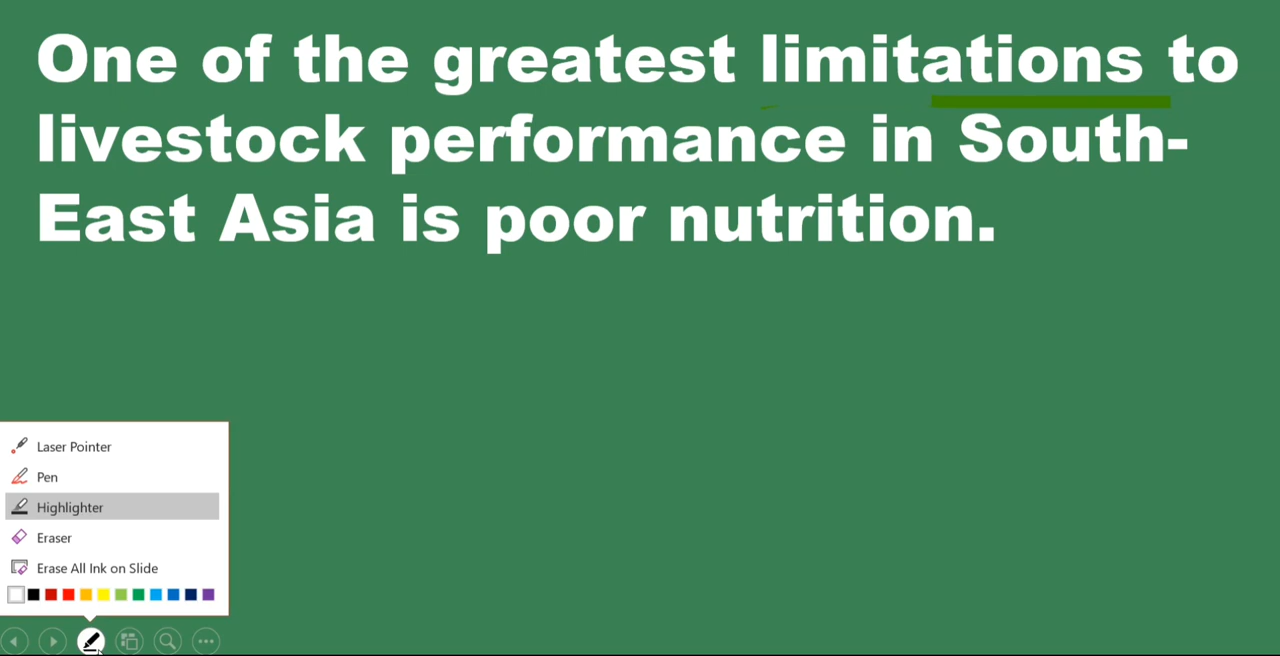 One of the greatest limitations to
livestock performance in South-
East Asia is poor nutrition.
Laser Pointer
Pen
Highlighter
Eraser
Erase All Ink on Slide